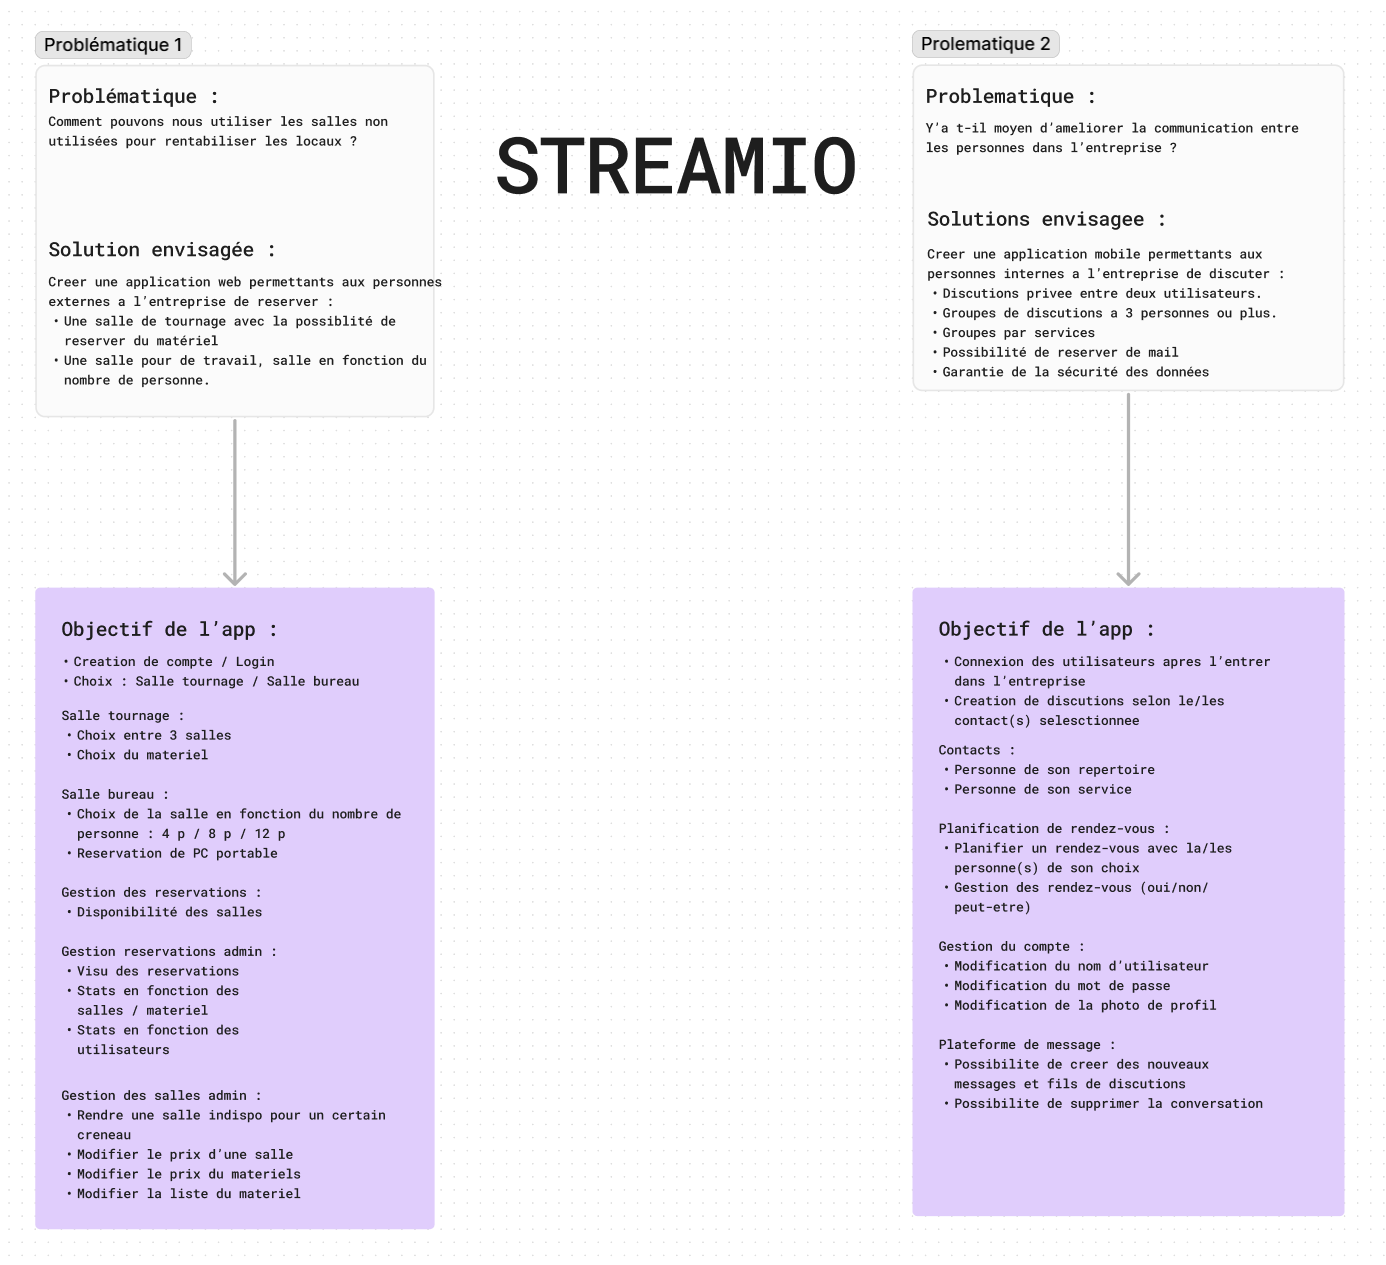 Problématique 1
Problématique :
Comment pouvons nous utiliser les salles non
utilisées pour rentabiliser les locaux ?
Solution envisagée :
Creer une application web permettants aux personnes
externes a l’entreprise de reserver :
• Une salle de tournage avec la possiblité de
reserver du matériel
• Une salle pour de travail, salle en fonction du
nombre de personne.
STREAMIO
Prolematique 2
Problematique :
Y’a t-il moyen d’ameliorer la communication entre
les personnes dans l’entreprise ?
Solutions envisagee :
Creer une application mobile permettants aux
personnes internes a l’entreprise de discuter :
• Discutions privee entre deux utilisateurs.
• Groupes de discutions a 3 personnes ou plus.
• Groupes par services
• Possibilité de reserver de mail
• Garantie de la sécurité des données
Objectif de l’app :
• Creation de compte / Login
• Choix : Salle tournage / Salle bureau
Salle tournage :
• Choix entre 3 salles
• Choix du materiel
Salle bureau :
• Choix de la salle en fonction du nombre de
personne : 4 p / 8 p / 12 p
• Reservation de PC portable
Gestion des reservations :
• Disponibilité des salles
Gestion reservations admin :
• Visu des reservations
• Stats en fonction des
salles / materiel
• Stats en fonction des
utilisateurs
Gestion des salles admin :
• Rendre une salle indispo pour un certain
creneau
• Modifier le prix d’une salle
• Modifier le prix du materiels
• Modifier la liste du materiel
Objectif de l’app :
• Connexion des utilisateurs apres l’entrer
dans l’entreprise
• Creation de discutions selon le/les
contact(s) selesctionnee
Contacts :
• Personne de son repertoire
• Personne de son service
Planification de rendez-vous :
• Planifier un rendez-vous avec la/les
personne(s) de son choix
• Gestion des rendez-vous (oui/non/
peut-etre)
Gestion du compte :
• Modification du nom d’utilisateur
• Modification du mot de passe
• Modification de la photo de profil
Plateforme de message :
• Possibilite de creer des nouveaux
messages et fils de discutions
• Possibilite de supprimer la conversation